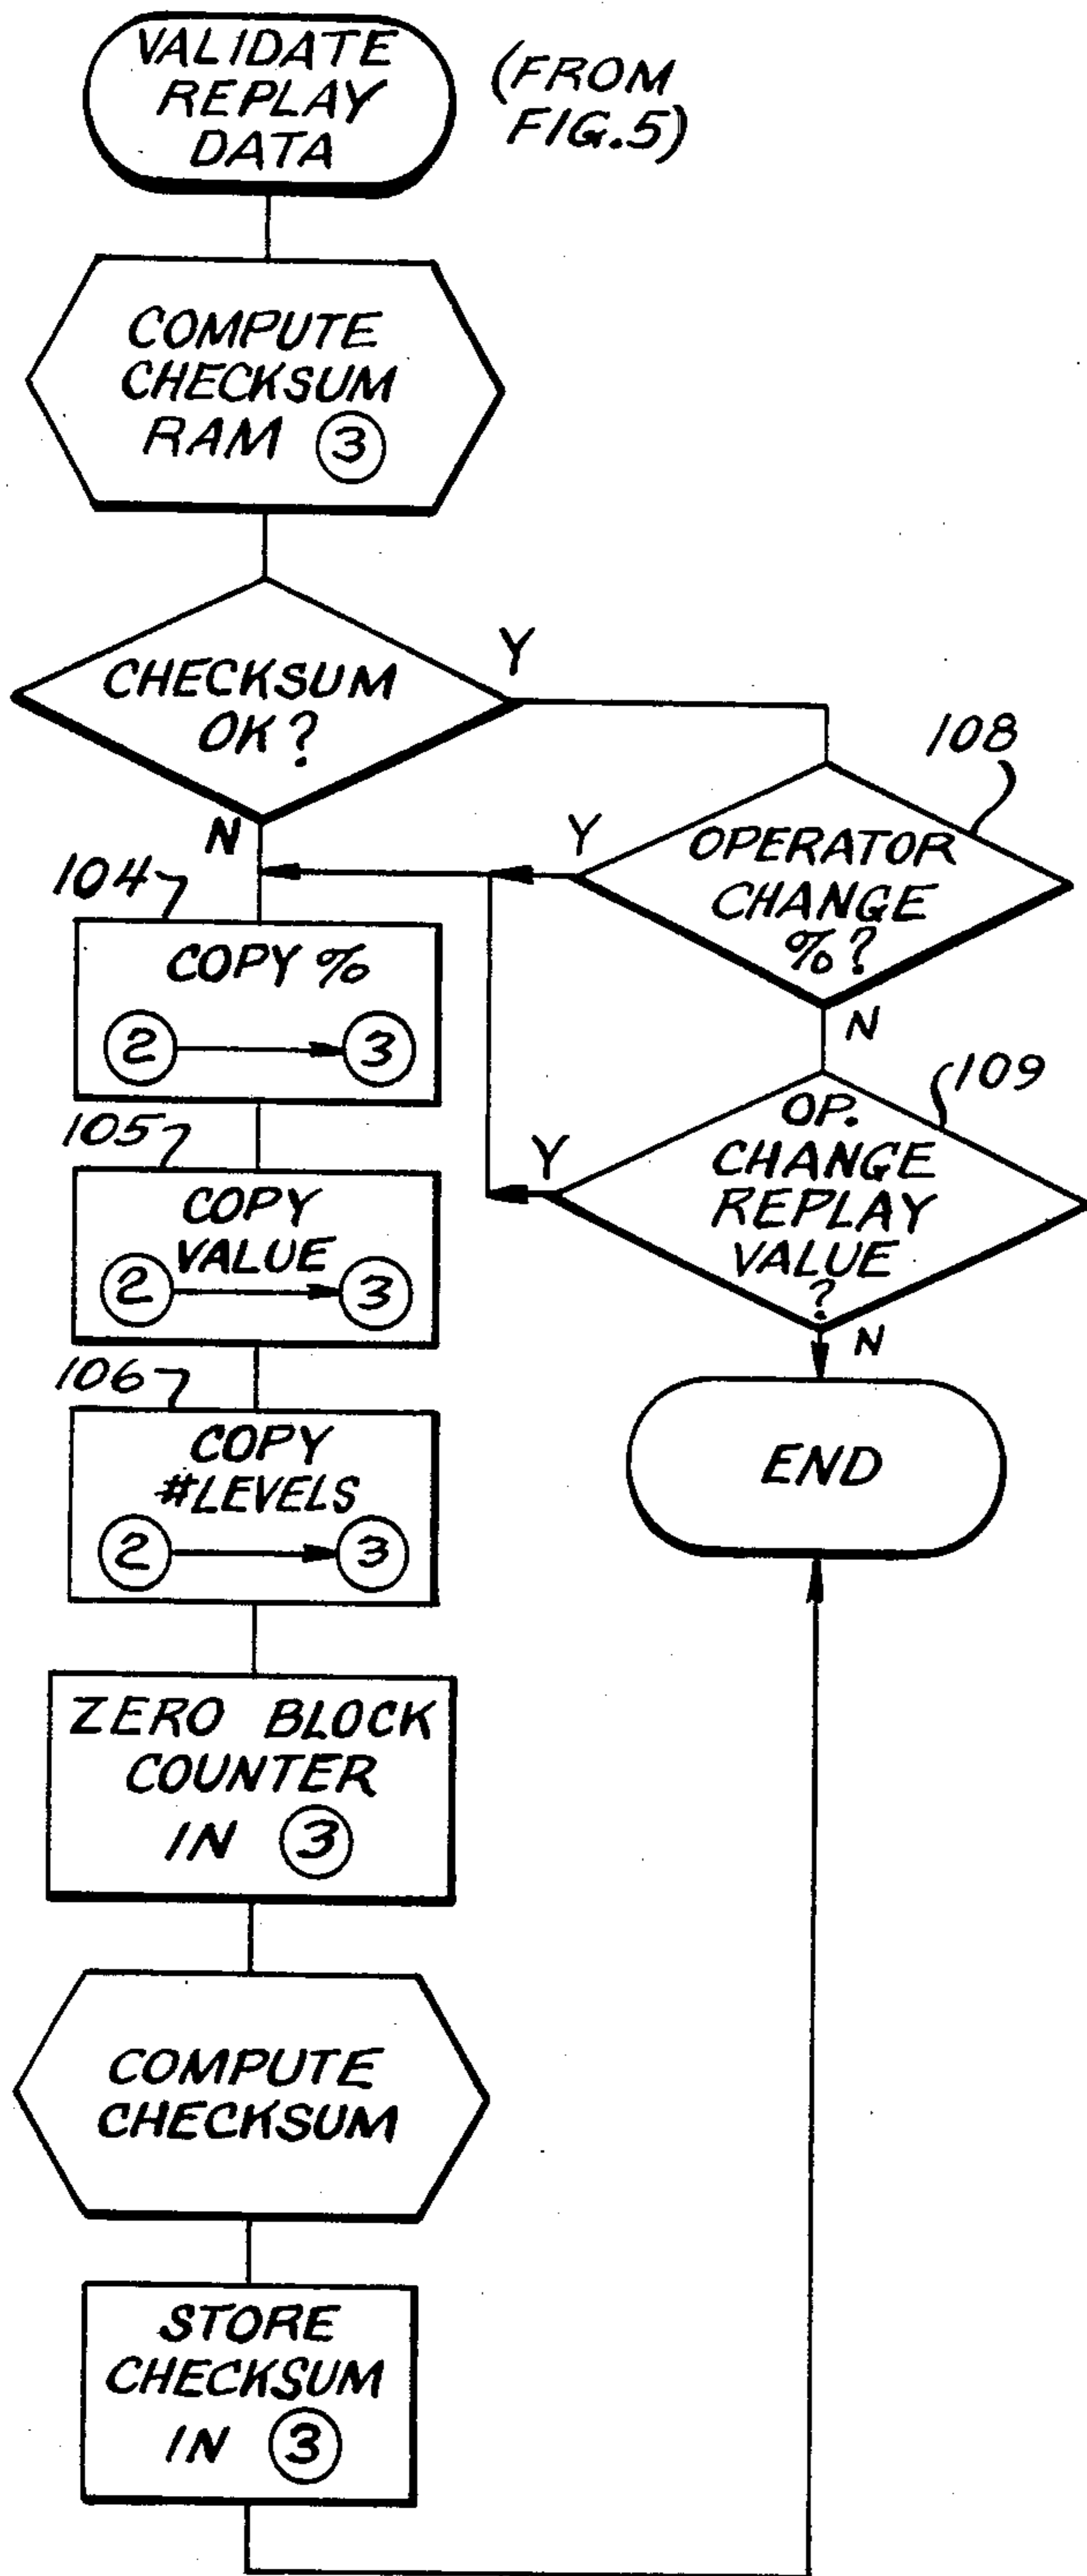 VALIDATE
REPLAY
DATA
(FROM
FIG.5)
COMPUTE
CHECKSUM
RAM 3
CHECKSUM
OK?
Y
N
108
OPERATOR
CHANGE
%?
Y
N
104
COPY %
2 3
105
COPY
VALUE
2 3
109
OP.
CHANGE
REPLAY
VALUE
?
Y
N
106
COPY
#LEVELS
2 3
END
ZERO BLOCK
COUNTER
IN 3
COMPUTE
CHECKSUM
STORE
CHECKSUM
IN 3